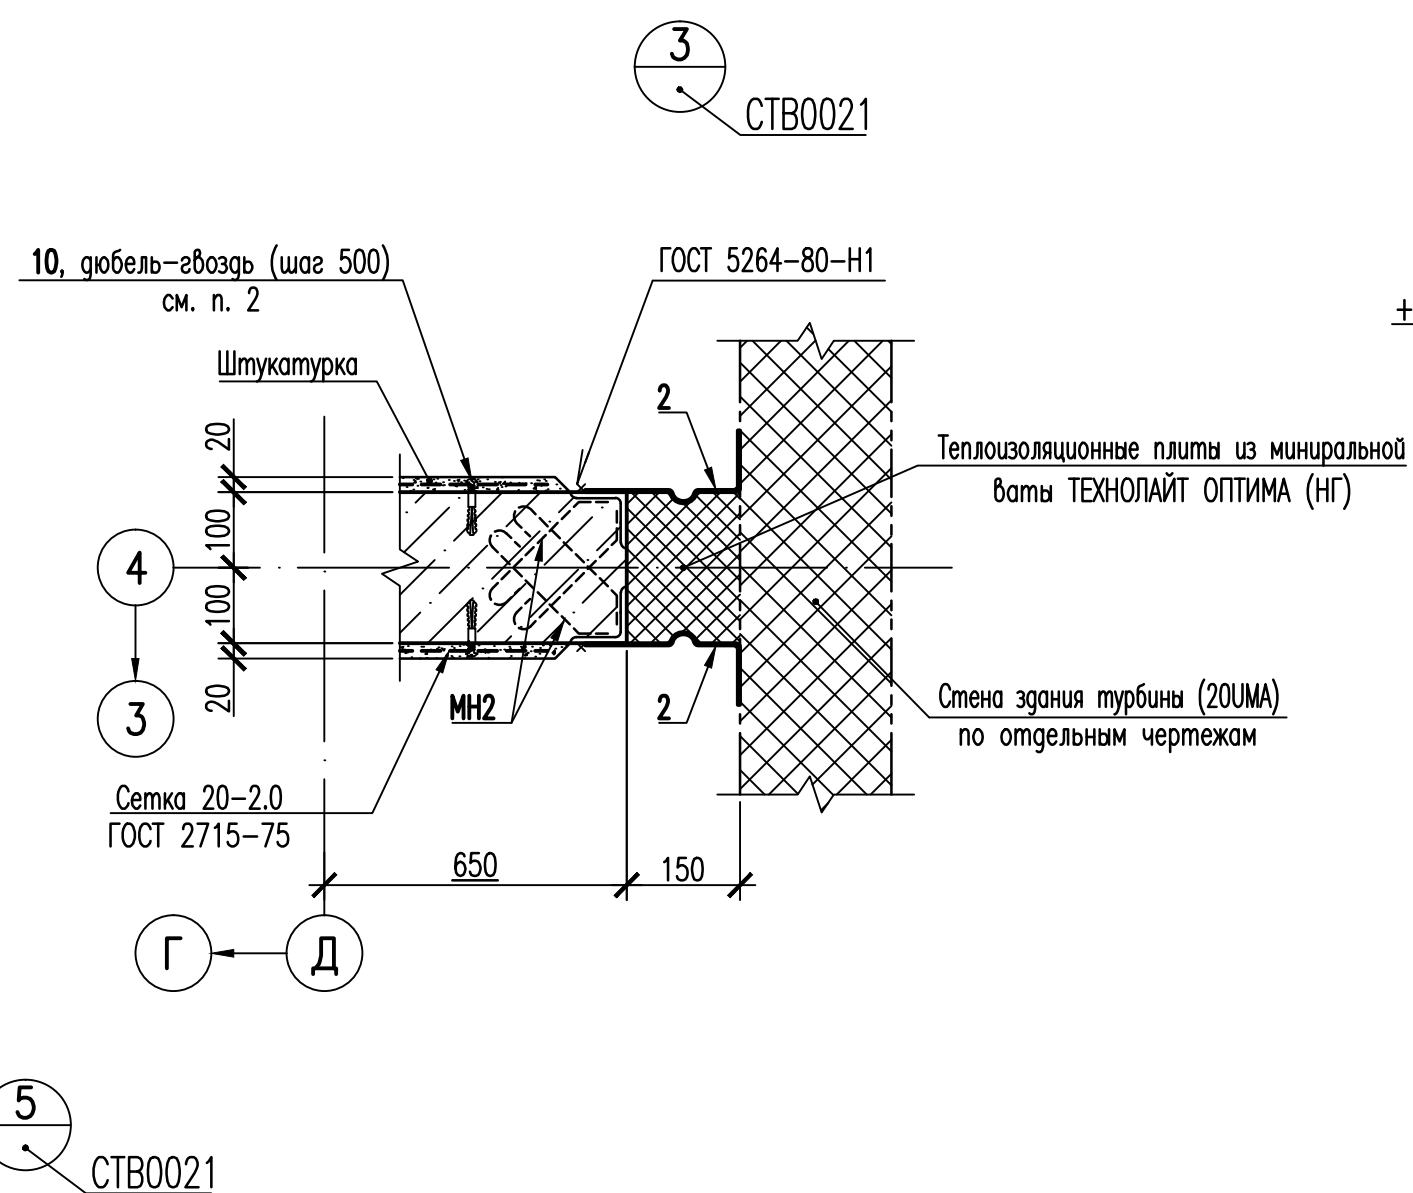 3
СТВ0021
10, дюбель-гвоздь (шаг 500)
см. п. 2
ГОСТ 5264-80-Н1
+
Штукатурка
2
20
Теплоизоляционные плиты из миниральной
ваты ТЕХНОЛАЙТ ОПТИМА (НГ)
100
4
100
3
20
МН2
2
Стена здания турбины (20UMA)
по отдельным чертежам
Сетка 20-2.0
ГОСТ 2715-75
650
150
Г
Д
5
СТВ0021